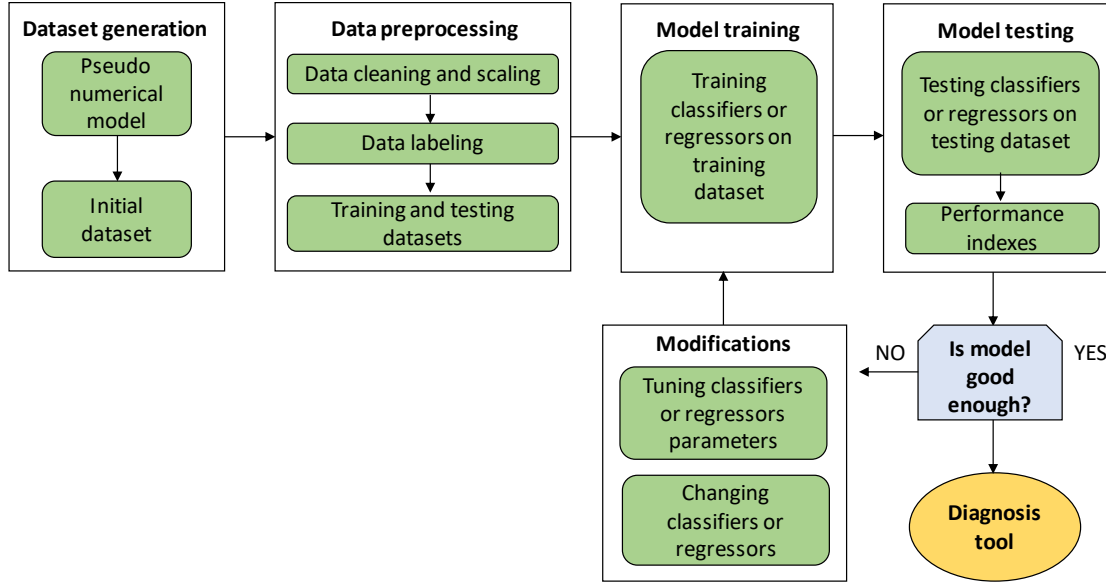 Dataset generation
Pseudo
numerical
model
Initial
dataset
Data preprocessing
Data cleaning and scaling
Data labeling
Training and testing
datasets
Model training
Training
classifiers or
regressors on
training
dataset
Model testing
Testing classifiers
or regressors on
testing dataset
Performance
indexes
Is model
good
enough?
NO
YES
Modifications
Tuning classifiers
or regressors
parameters
Changing
classifiers or
regressors
Diagnosis
tool